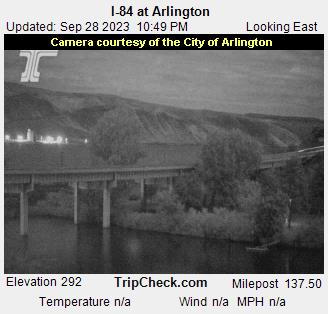 I-84 at Arlington
Updated: Sep 28 2023 10:49 PM Looking East
Camera courtesy of the City of Arlington
Elevation 292 TripCheck.com Milepost 137.50
Temperature n/a Wind n/a MPH n/a